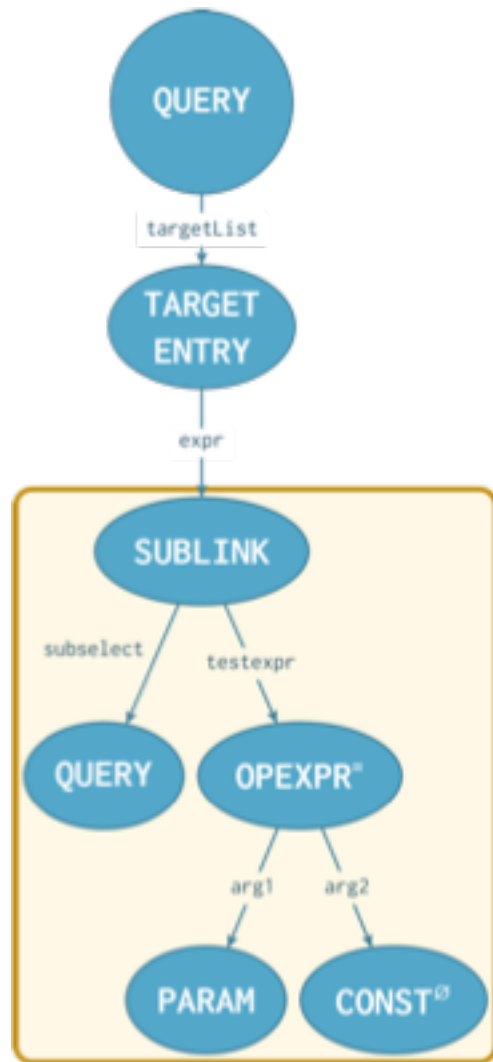 QUERY
targetList
TARGET
ENTRY
expr
SUBLINK
subselect
testexpr
QUERY
OPEXPR⁼
arg1
arg2
PARAM
CONST∅